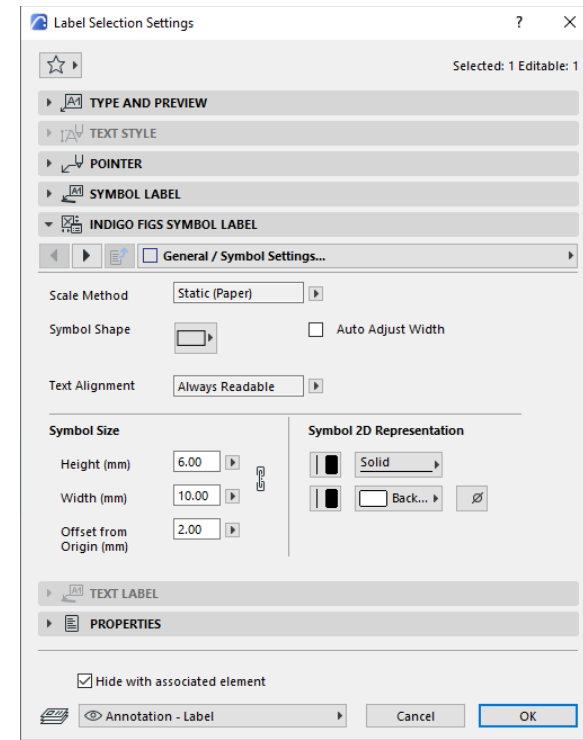 Label Selection Settings ? ×
Selected: 1 Editable: 1
A1 TYPE AND PREVIEW
TEXT STYLE
POINTER
A1 SYMBOL LABEL
INDIGO FIGS SYMBOL LABEL
General / Symbol Settings...
Scale Method Static (Paper)
Symbol Shape Auto Adjust Width
Text Alignment Always Readable
Symbol Size Symbol 2D Representation
Height (mm) 6.00 Solid
Width (mm) 10.00 Back...
Offset from 2.00
Origin (mm)
A1 TEXT LABEL
PROPERTIES
Hide with associated element
Annotation - Label Cancel OK